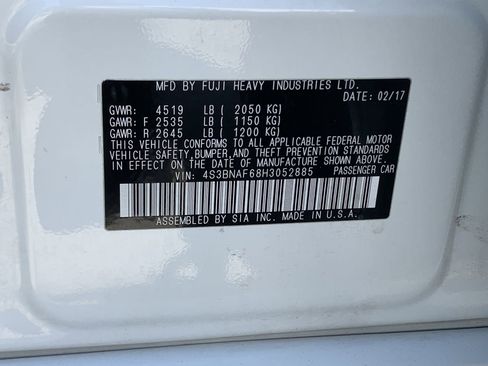 MFD BY FUJI HEAVY INDUSTRIES LTD.
DATE: 02/17
GVWR: 4519 LB ( 2050 KG)
GAWR: F 2535 LB ( 1150 KG)
GAWR: R 2645 LB ( 1200 KG)
THIS VEHICLE CONFORMS TO ALL APPLICABLE FEDERAL MOTOR
VEHICLE SAFETY, BUMPER, AND THEFT PREVENTION STANDARDS
IN EFFECT ON THE DATE OF MANUFACTURE SHOWN ABOVE.
VIN: 4S3BNAF68H3052885 PASSENGER CAR
ASSEMBLED BY SIA INC. MADE IN U.S.A.